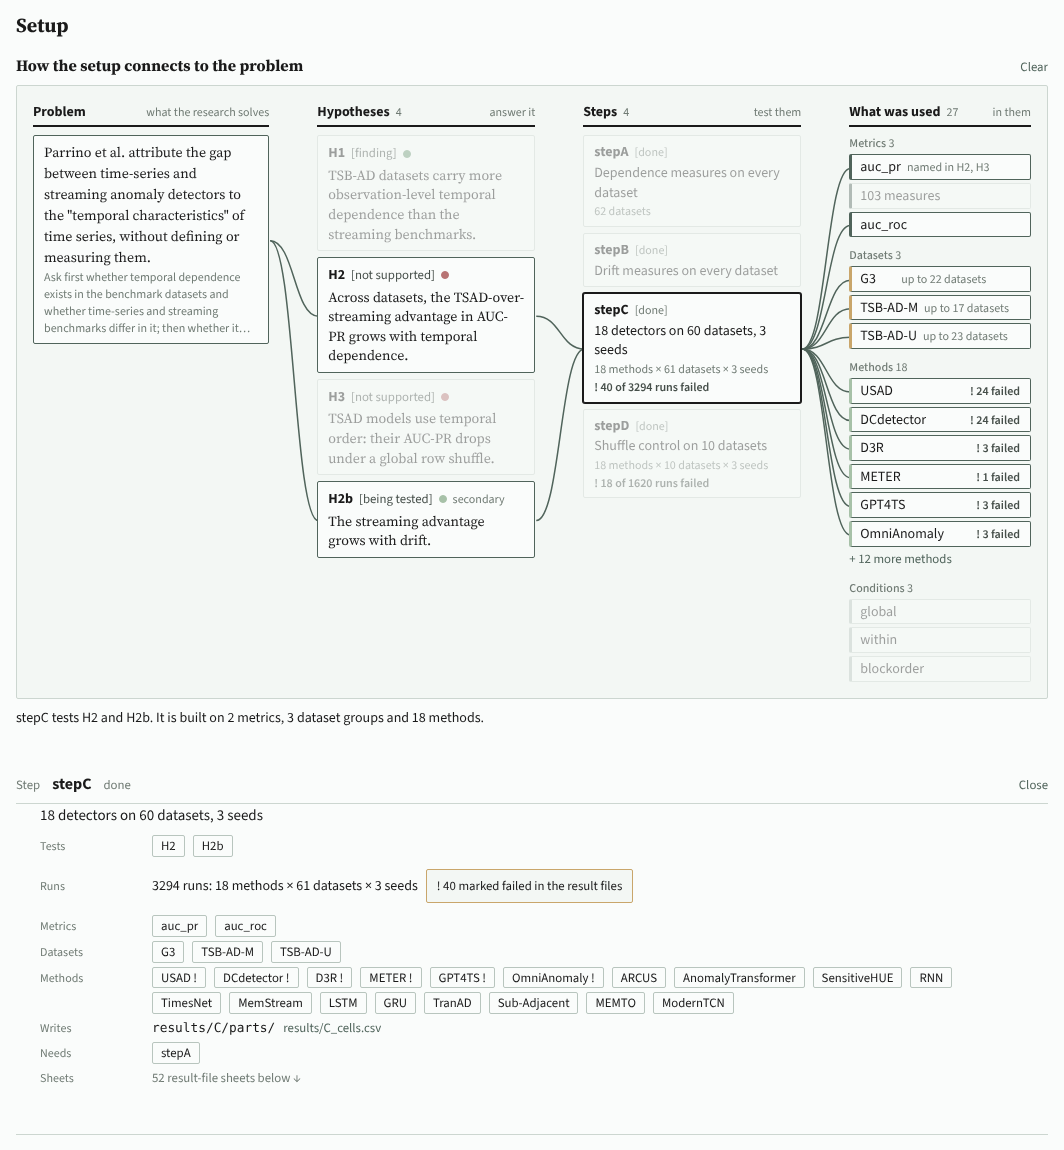 Setup
How the setup connects to the problem
Clear
Problem
what the research solves
Parrino et al. attribute the gap
between time-series and
streaming anomaly detectors to
the "temporal characteristics" of
time series, without defining or
measuring them.
Ask first whether temporal dependence
exists in the benchmark datasets and
whether time-series and streaming
benchmarks differ in it; then whether it…
Hypotheses 4
answer it
H1 [finding]
TSB-AD datasets carry more
observation-level temporal
dependence than the
streaming benchmarks.
H2 [not supported]
Across datasets, the TSAD-over-
streaming advantage in AUC-
PR grows with temporal
dependence.
H3 [not supported]
TSAD models use temporal
order: their AUC-PR drops
under a global row shuffle.
H2b [being tested] secondary
The streaming advantage
grows with drift.
Steps 4
test them
stepA [done]
Dependence measures on every
dataset
62 datasets
stepB [done]
Drift measures on every dataset
stepC [done]
18 detectors on 60 datasets, 3
seeds
18 methods × 61 datasets × 3 seeds
! 40 of 3294 runs failed
stepD [done]
Shuffle control on 10 datasets
18 methods × 10 datasets × 3 seeds
! 18 of 1620 runs failed
What was used 27
in them
Metrics 3
auc_pr named in H2, H3
103 measures
auc_roc
Datasets 3
G3 up to 22 datasets
TSB-AD-M up to 17 datasets
TSB-AD-U up to 23 datasets
Methods 18
USAD ! 24 failed
DCdetector ! 24 failed
D3R ! 3 failed
METER ! 1 failed
GPT4TS ! 3 failed
OmniAnomaly ! 3 failed
+ 12 more methods
Conditions 3
global
within
blockorder
stepC tests H2 and H2b. It is built on 2 metrics, 3 dataset groups and 18 methods.
Step stepC done
Close
18 detectors on 60 datasets, 3 seeds
Tests H2 H2b
Runs 3294 runs: 18 methods × 61 datasets × 3 seeds ! 40 marked failed in the result files
Metrics auc_pr auc_roc
Datasets G3 TSB-AD-M TSB-AD-U
Methods USAD ! DCdetector ! D3R ! METER ! GPT4TS ! OmniAnomaly ! ARCUS AnomalyTransformer SensitiveHUE RNN
TimesNet MemStream LSTM GRU TranAD Sub-Adjacent MEMTO ModernTCN
Writes results/C/parts/ results/C_cells.csv
Needs stepA
Sheets 52 result-file sheets below ↓